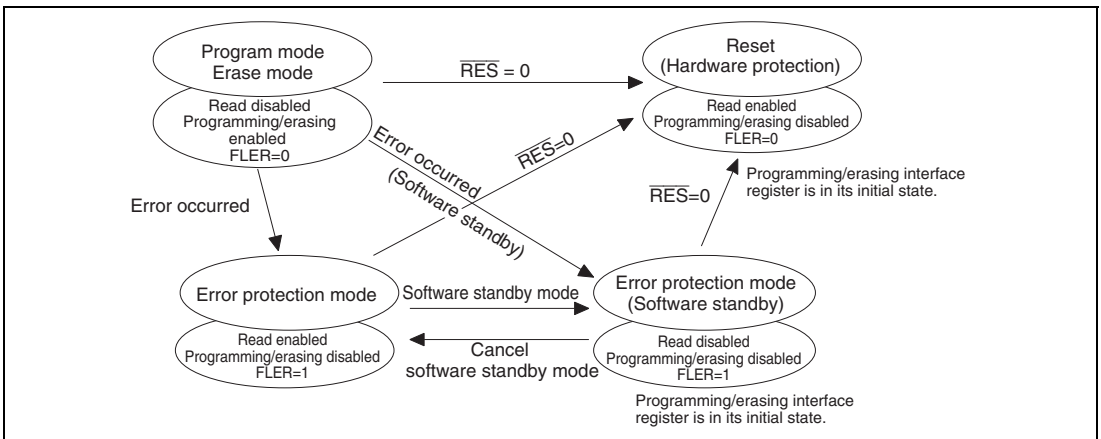 Program mode
Erase mode
Read disabled
Programming/erasing
enabled
FLER=0
R̅E̅S̅ = 0
Reset
(Hardware protection)
Read enabled
Programming/erasing disabled
FLER=0
Programming/erasing interface
register is in its initial state.
Error occurred
Error occurred
(Software standby)
R̅E̅S̅=0
R̅E̅S̅=0
Error protection mode
Read enabled
Programming/erasing disabled
FLER=1
Software standby mode
Cancel
software standby mode
Error protection mode
(Software standby)
Read disabled
Programming/erasing disabled
FLER=1
Programming/erasing interface
register is in its initial state.